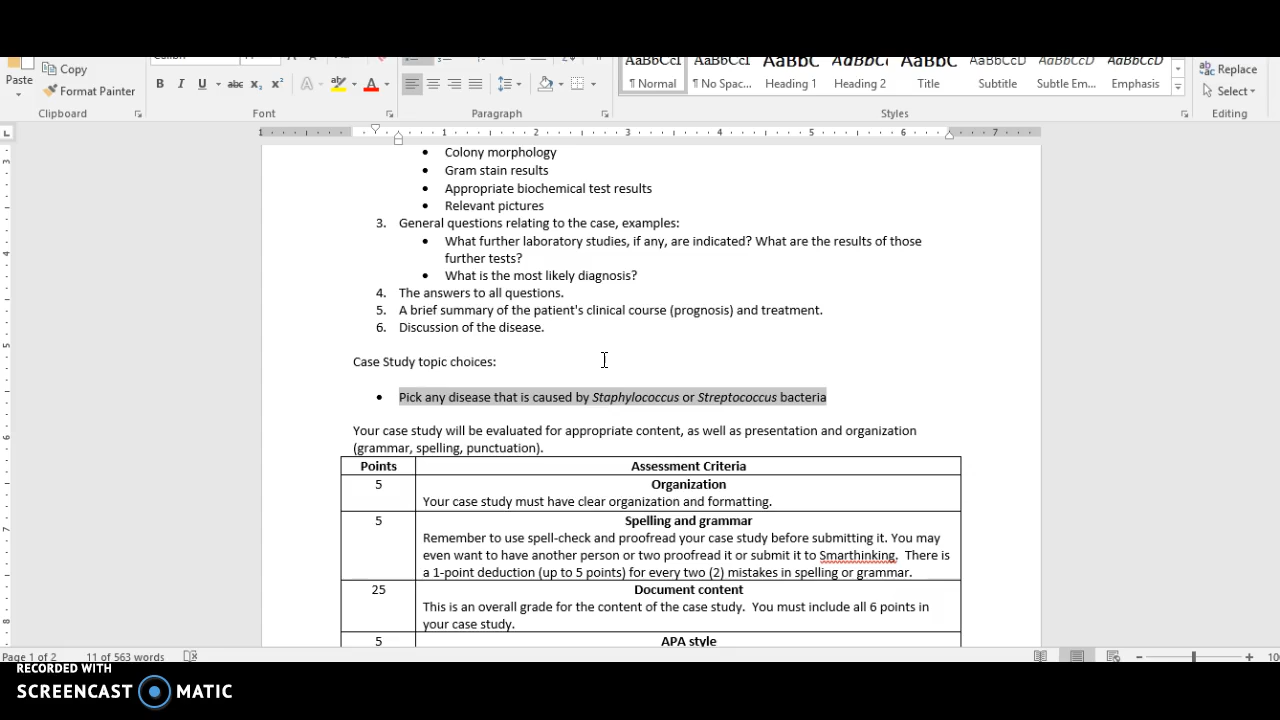 Paste
Copy
Format Painter
Clipboard
B I U abc x₂ x²
A A
Font
Paragraph
AaBbCcI AaBbCcI AaBbC AaBbCc AaBbC AaBbCcD AaBbCcD AaBbCcD
¶ Normal ¶ No Spac... Heading 1 Heading 2 Title Subtitle Subtle Em... Emphasis
Styles
Replace
Select
Editing
1 1 2 3 4 5 6 7
Colony morphology
Gram stain results
Appropriate biochemical test results
Relevant pictures
3. General questions relating to the case, examples:
What further laboratory studies, if any, are indicated? What are the results of those
further tests?
What is the most likely diagnosis?
4. The answers to all questions.
5. A brief summary of the patient's clinical course (prognosis) and treatment.
6. Discussion of the disease.
Case Study topic choices:
Pick any disease that is caused by Staphylococcus or Streptococcus bacteria
Your case study will be evaluated for appropriate content, as well as presentation and organization
(grammar, spelling, punctuation).
Points Assessment Criteria
5 Organization
Your case study must have clear organization and formatting.
5 Spelling and grammar
Remember to use spell-check and proofread your case study before submitting it. You may
even want to have another person or two proofread it or submit it to Smarthinking. There is
a 1-point deduction (up to 5 points) for every two (2) mistakes in spelling or grammar.
25 Document content
This is an overall grade for the content of the case study. You must include all 6 points in
your case study.
5 APA style
Page 1 of 2 11 of 563 words
RECORDED WITH
SCREENCAST MATIC